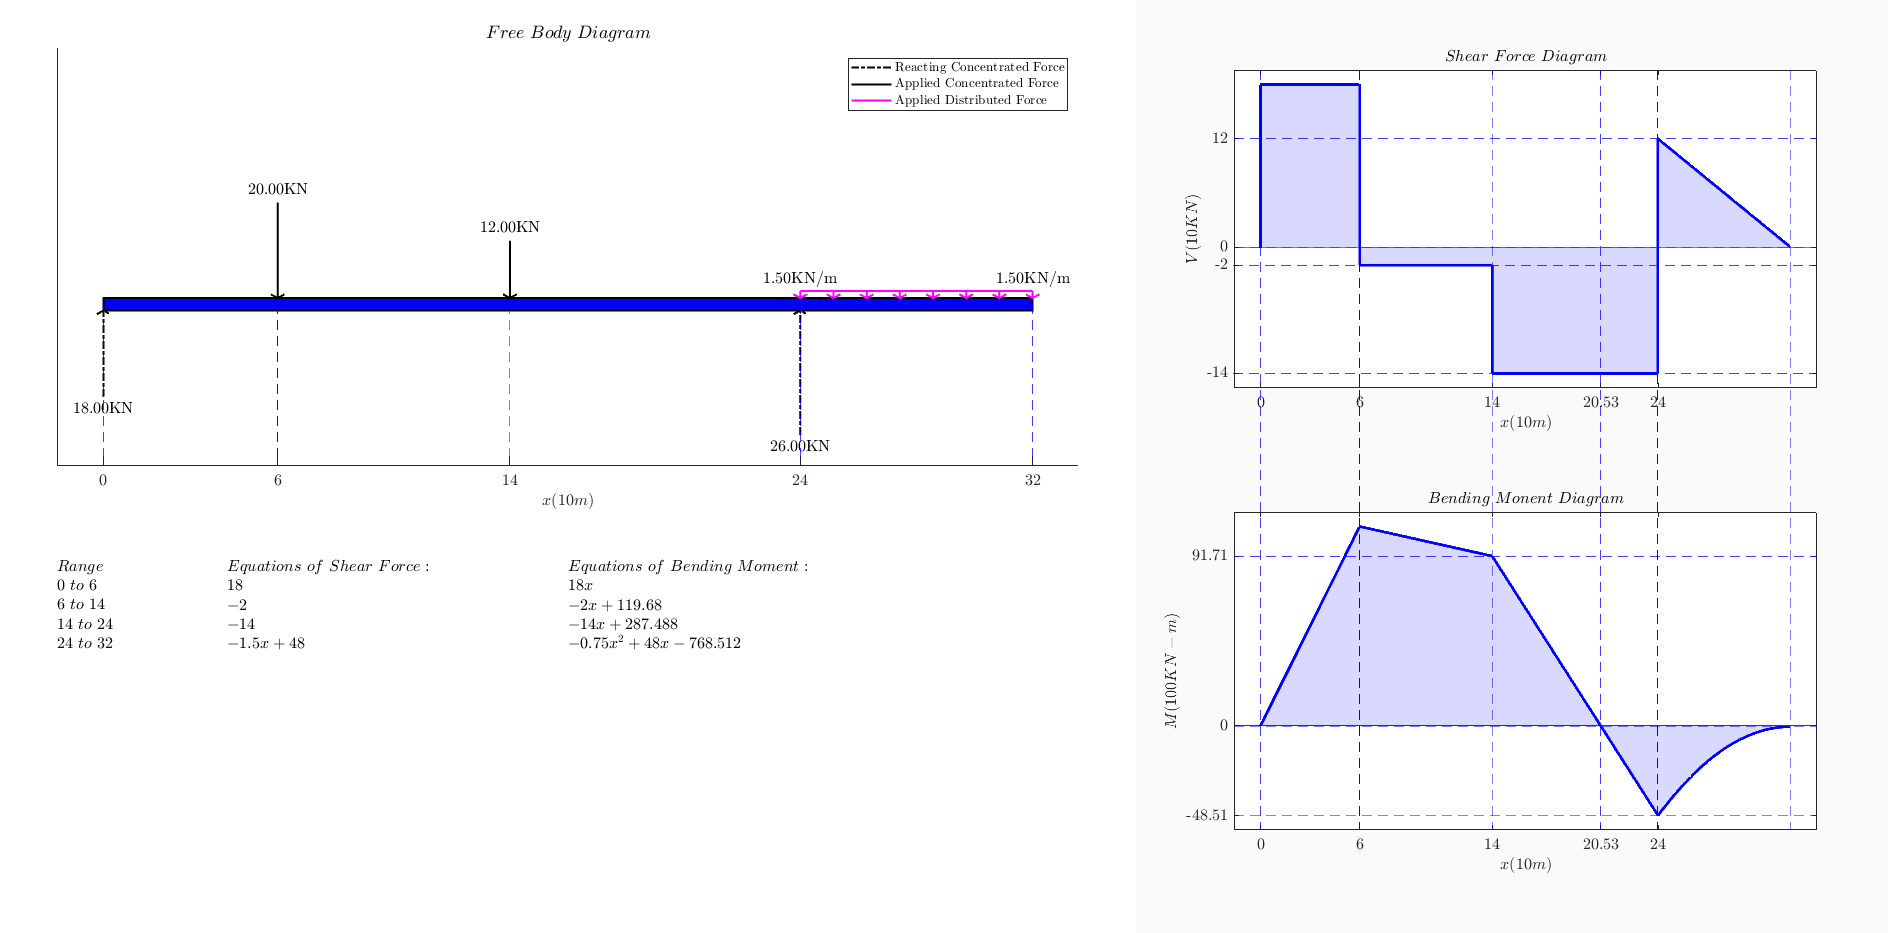 Free Body Diagram
Reacting Concentrated Force
Applied Concentrated Force
Applied Distributed Force
20.00KN
12.00KN
1.50KN/m 1.50KN/m
18.00KN
26.00KN
0 6 14 24 32
x(10m)
Range Equations of Shear Force : Equations of Bending Moment :
0 to 6 18 18x
6 to 14 −2 −2x + 119.68
14 to 24 −14 −14x + 287.488
24 to 32 −1.5x + 48 −0.75x² + 48x − 768.512
Shear Force Diagram
V(10KN)
12
0
-2
-14
0 6 14 20.53 24
x(10m)
Bending Monent Diagram
M(100KN − m)
91.71
0
-48.51
0 6 14 20.53 24
x(10m)